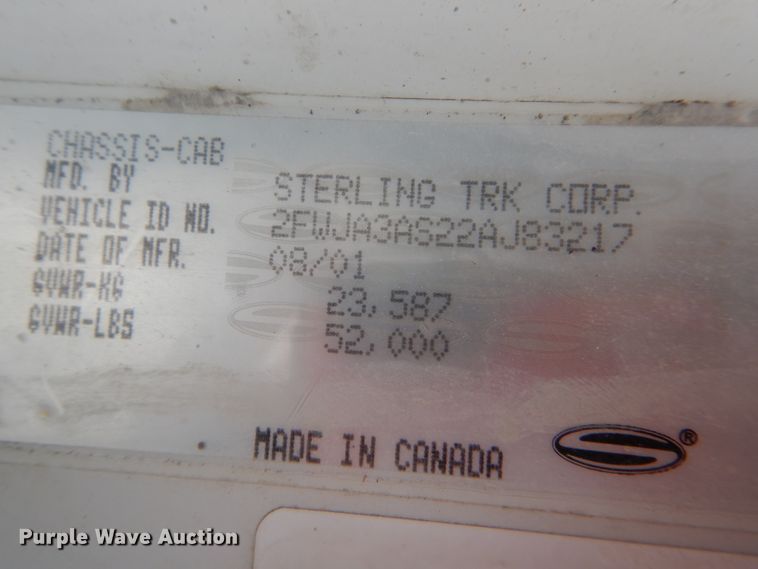 CHASSIS-CAB
MFD. BY STERLING TRK CORP.
VEHICLE ID NO. 2FWJA3AS22AJ83217
DATE OF MFR. 08/01
GVWR-KG 23,587
GVWR-LBS 52,000
MADE IN CANADA ®
Purple Wave Auction